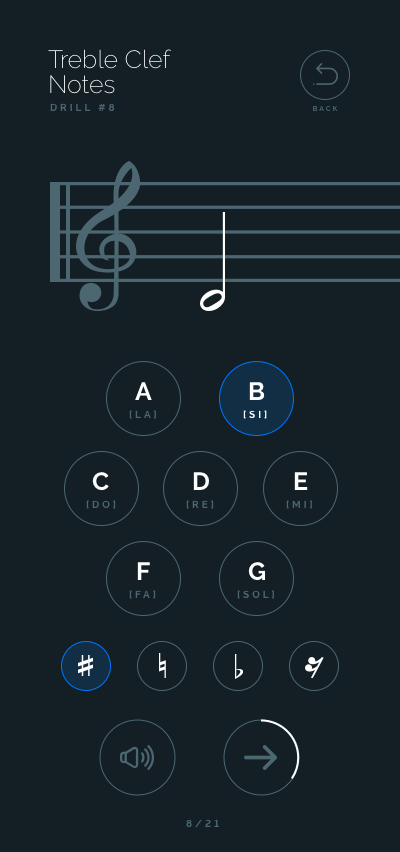 Treble Clef
Notes
DRILL #8
BACK
A
[LA]
B
[SI]
C
[DO]
D
[RE]
E
[MI]
F
[FA]
G
[SOL]
♯ ♮ ♭
8/21